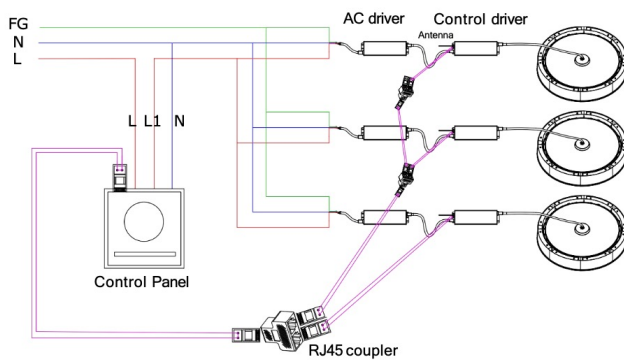 FG
N
L
AC driver
Control driver
Antenna
L
L1
N
Control Panel
RJ45 coupler